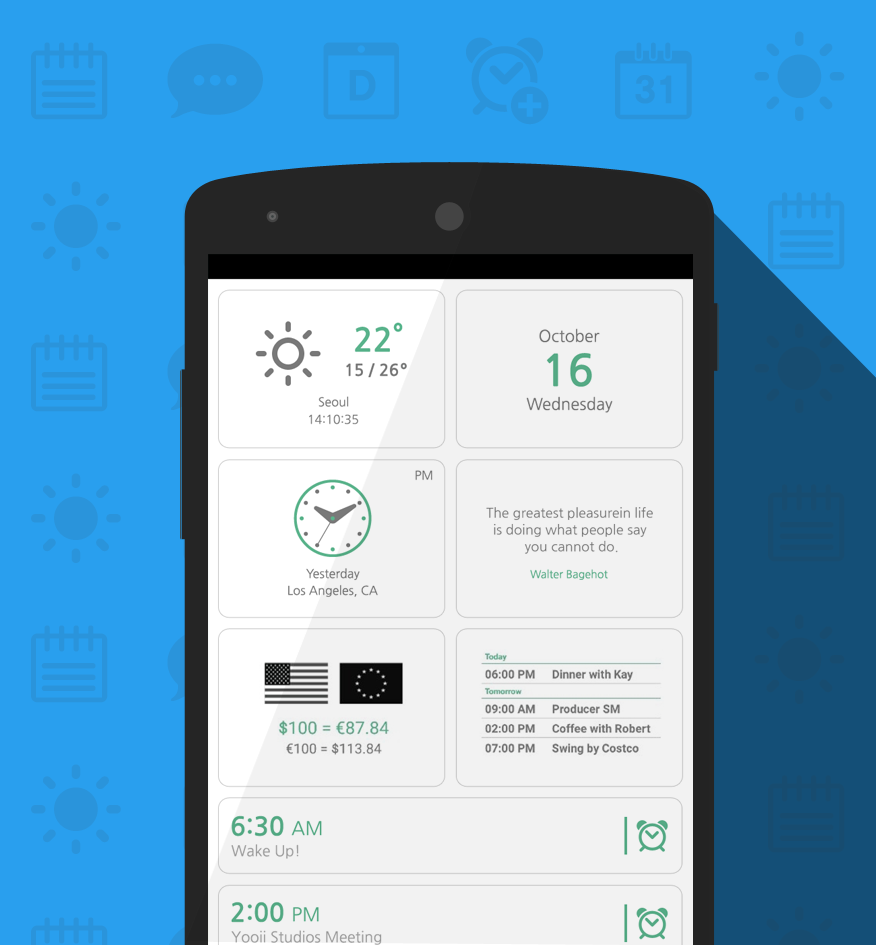 D
31
22°
15 / 26°
Seoul
14:10:35
October
16
Wednesday
PM
Yesterday
Los Angeles, CA
The greatest pleasurein life
is doing what people say
you cannot do.
Walter Bagehot
$100 = €87.84
€100 = $113.84
Today
06:00 PM Dinner with Kay
Tomorrow
09:00 AM Producer SM
02:00 PM Coffee with Robert
07:00 PM Swing by Costco
6:30 AM
Wake Up!
2:00 PM
Yooii Studios Meeting